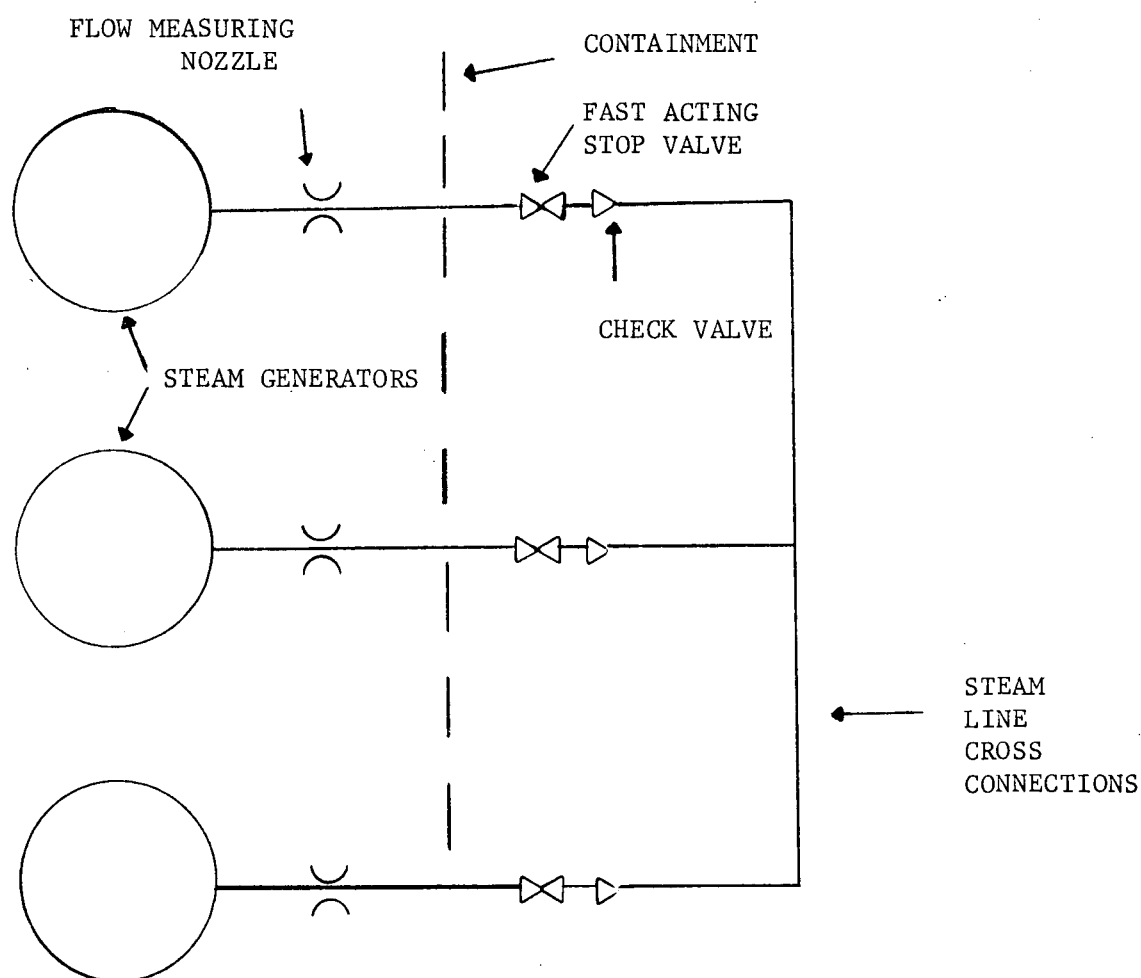 FLOW MEASURING
NOZZLE
CONTAINMENT
FAST ACTING
STOP VALVE
CHECK VALVE
STEAM GENERATORS
STEAM
LINE
CROSS
CONNECTIONS